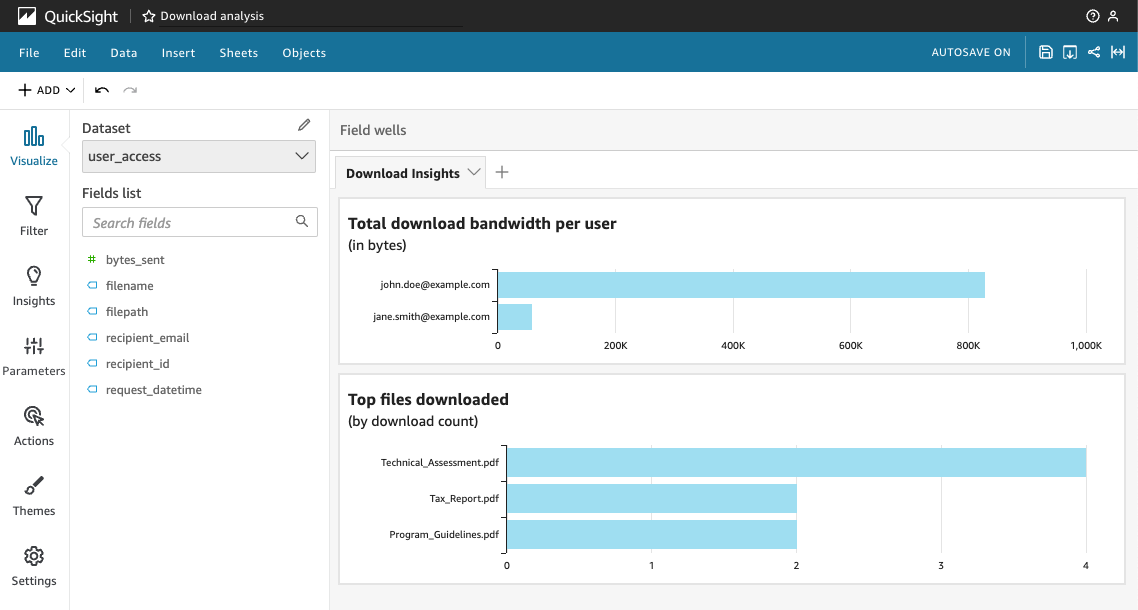 QuickSight
Download analysis
File Edit Data Insert Sheets Objects
AUTOSAVE ON
ADD
Visualize
Filter
Insights
Parameters
Actions
Themes
Settings
Dataset
user_access
Fields list
Search fields
# bytes_sent
filename
filepath
recipient_email
recipient_id
request_datetime
Field wells
Download Insights
Total download bandwidth per user
(in bytes)
john.doe@example.com
jane.smith@example.com
0 200K 400K 600K 800K 1,000K
Top files downloaded
(by download count)
Technical_Assessment.pdf
Tax_Report.pdf
Program_Guidelines.pdf
0 1 2 3 4